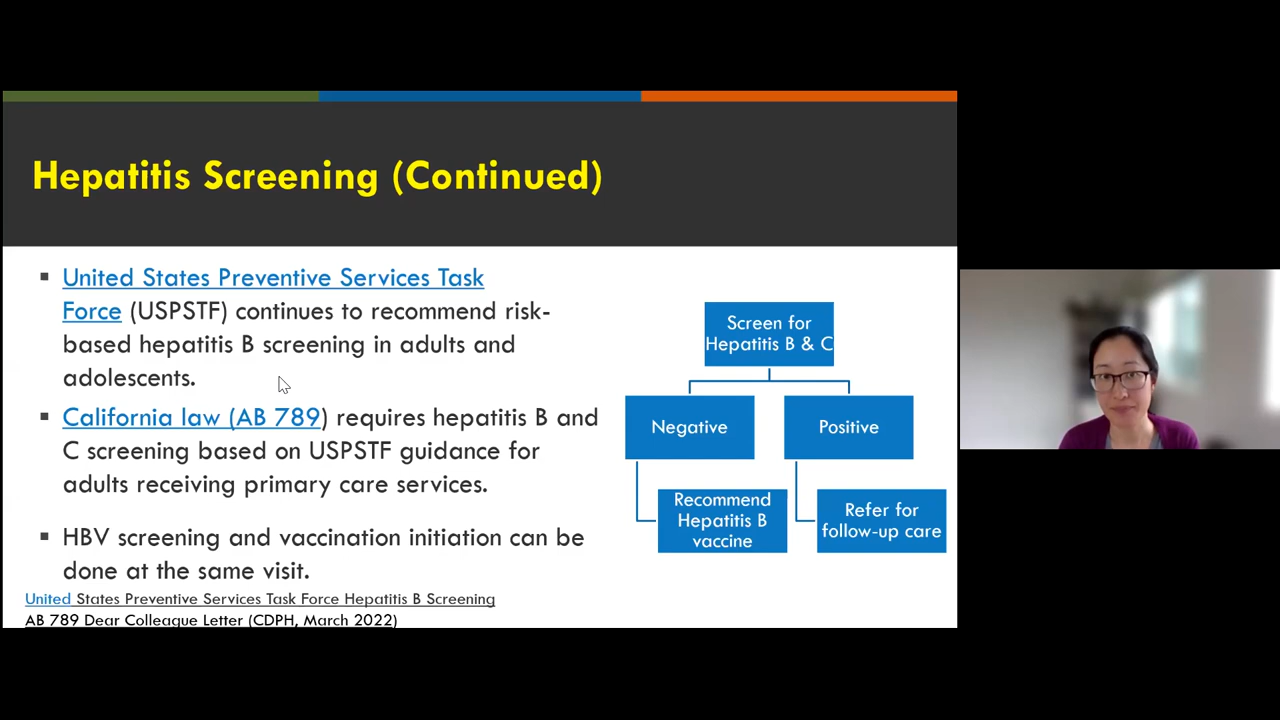 Hepatitis Screening (Continued)
▪ United States Preventive Services Task
Force (USPSTF) continues to recommend risk-
based hepatitis B screening in adults and
adolescents.
▪ California law (AB 789) requires hepatitis B and
C screening based on USPSTF guidance for
adults receiving primary care services.
▪ HBV screening and vaccination initiation can be
done at the same visit.
United States Preventive Services Task Force Hepatitis B Screening
AB 789 Dear Colleague Letter (CDPH, March 2022)
Screen for
Hepatitis B & C
Negative
Positive
Recommend
Hepatitis B
vaccine
Refer for
follow-up care